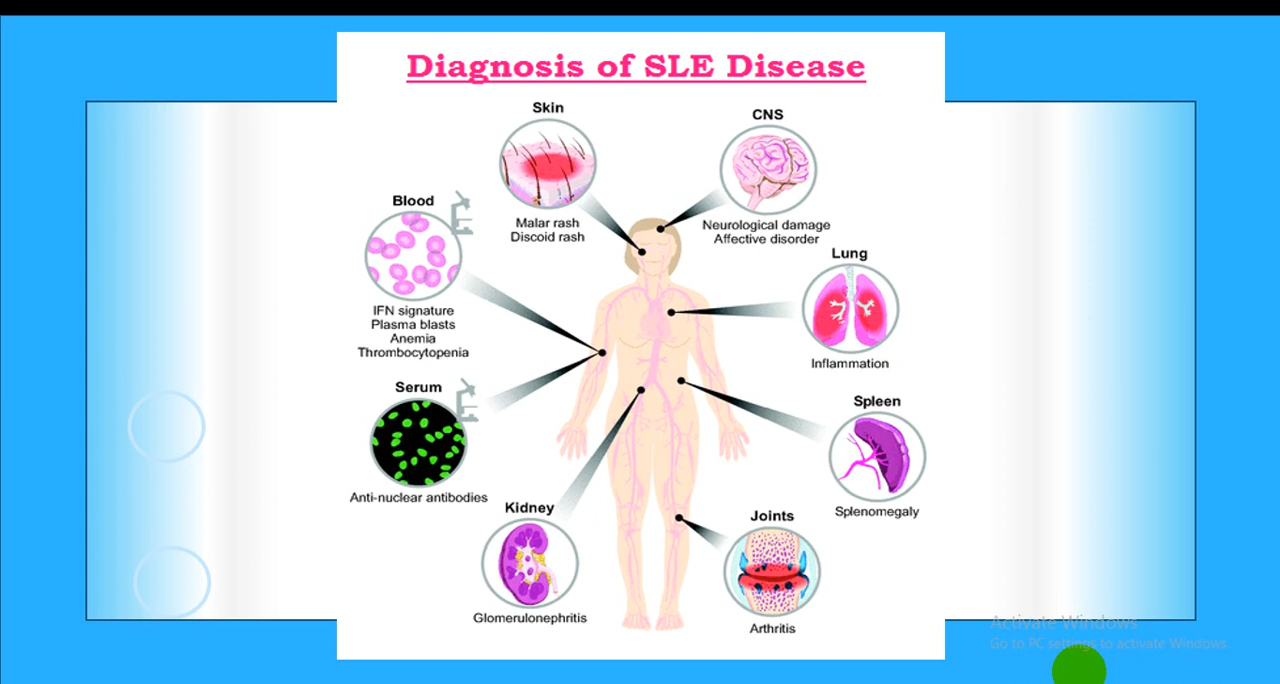 Diagnosis of SLE Disease
Skin
Malar rash
Discoid rash
CNS
Neurological damage
Affective disorder
Blood
IFN signature
Plasma blasts
Anemia
Thrombocytopenia
Lung
Inflammation
Serum
Anti-nuclear antibodies
Spleen
Splenomegaly
Kidney
Glomerulonephritis
Joints
Arthritis
Activate Windows
Go to PC settings to activate Windows.